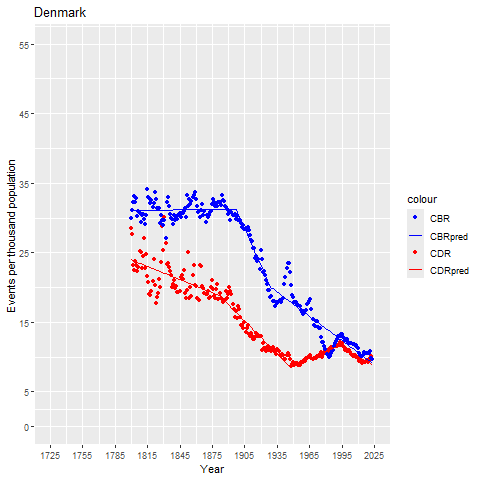 Denmark
Events per thousand population
55
45
35
25
15
5
0
1725 1755 1785 1815 1845 1875 1905 1935 1965 1995 2025
Year
colour
CBR
CBRpred
CDR
CDRpred